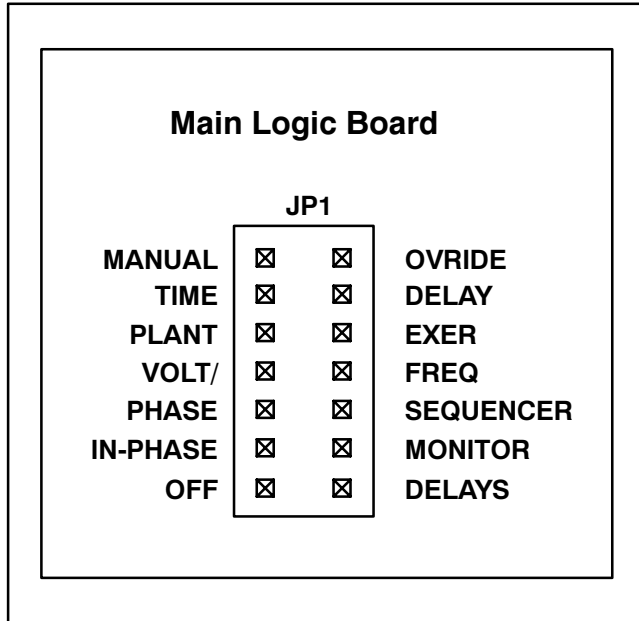 Main Logic Board
JP1
MANUAL OVRIDE
TIME DELAY
PLANT EXER
VOLT/ FREQ
PHASE SEQUENCER
IN-PHASE MONITOR
OFF DELAYS